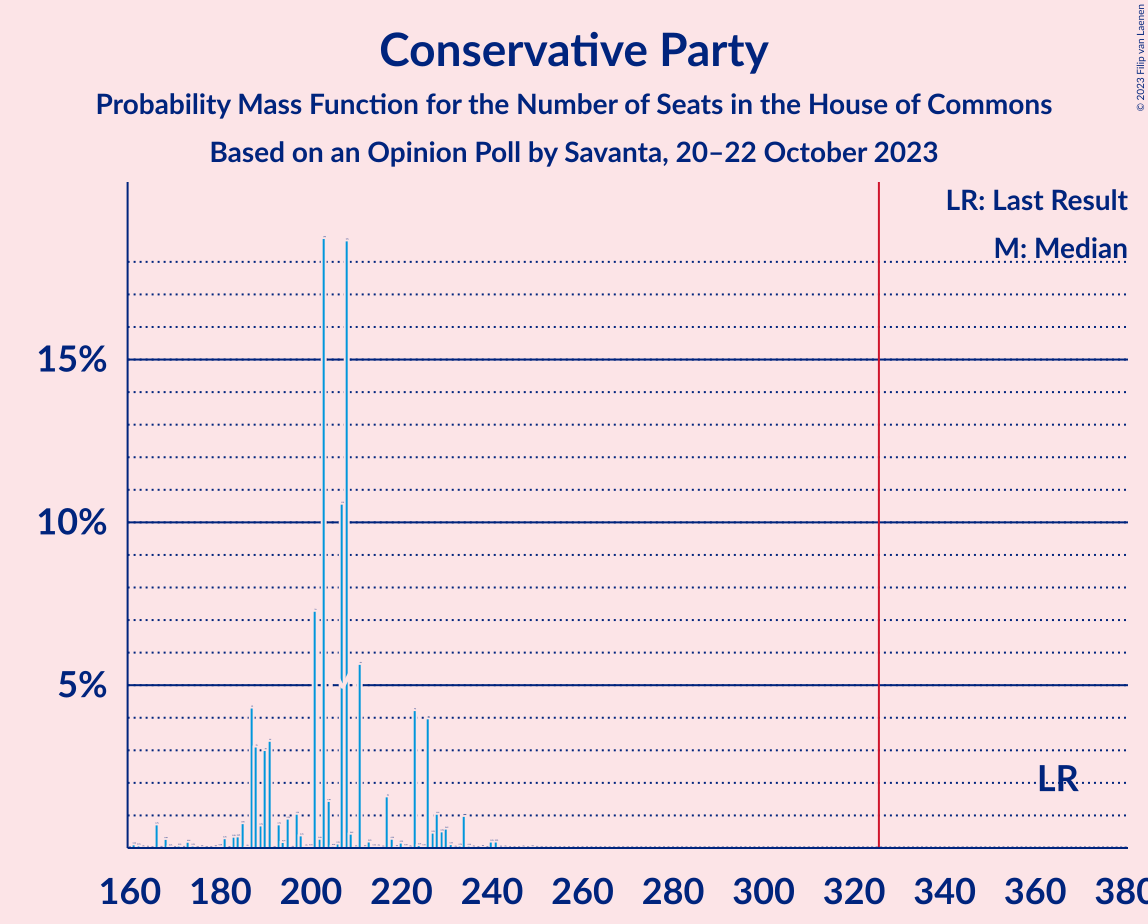 Conservative Party
Probability Mass Function for the Number of Seats in the House of Commons
Based on an Opinion Poll by Savanta, 20–22 October 2023
© 2023 Filip van Laenen
LR: Last Result
M: Median
15%
10%
5%
LR
160 180 200 220 240 260 280 300 320 340 360 380